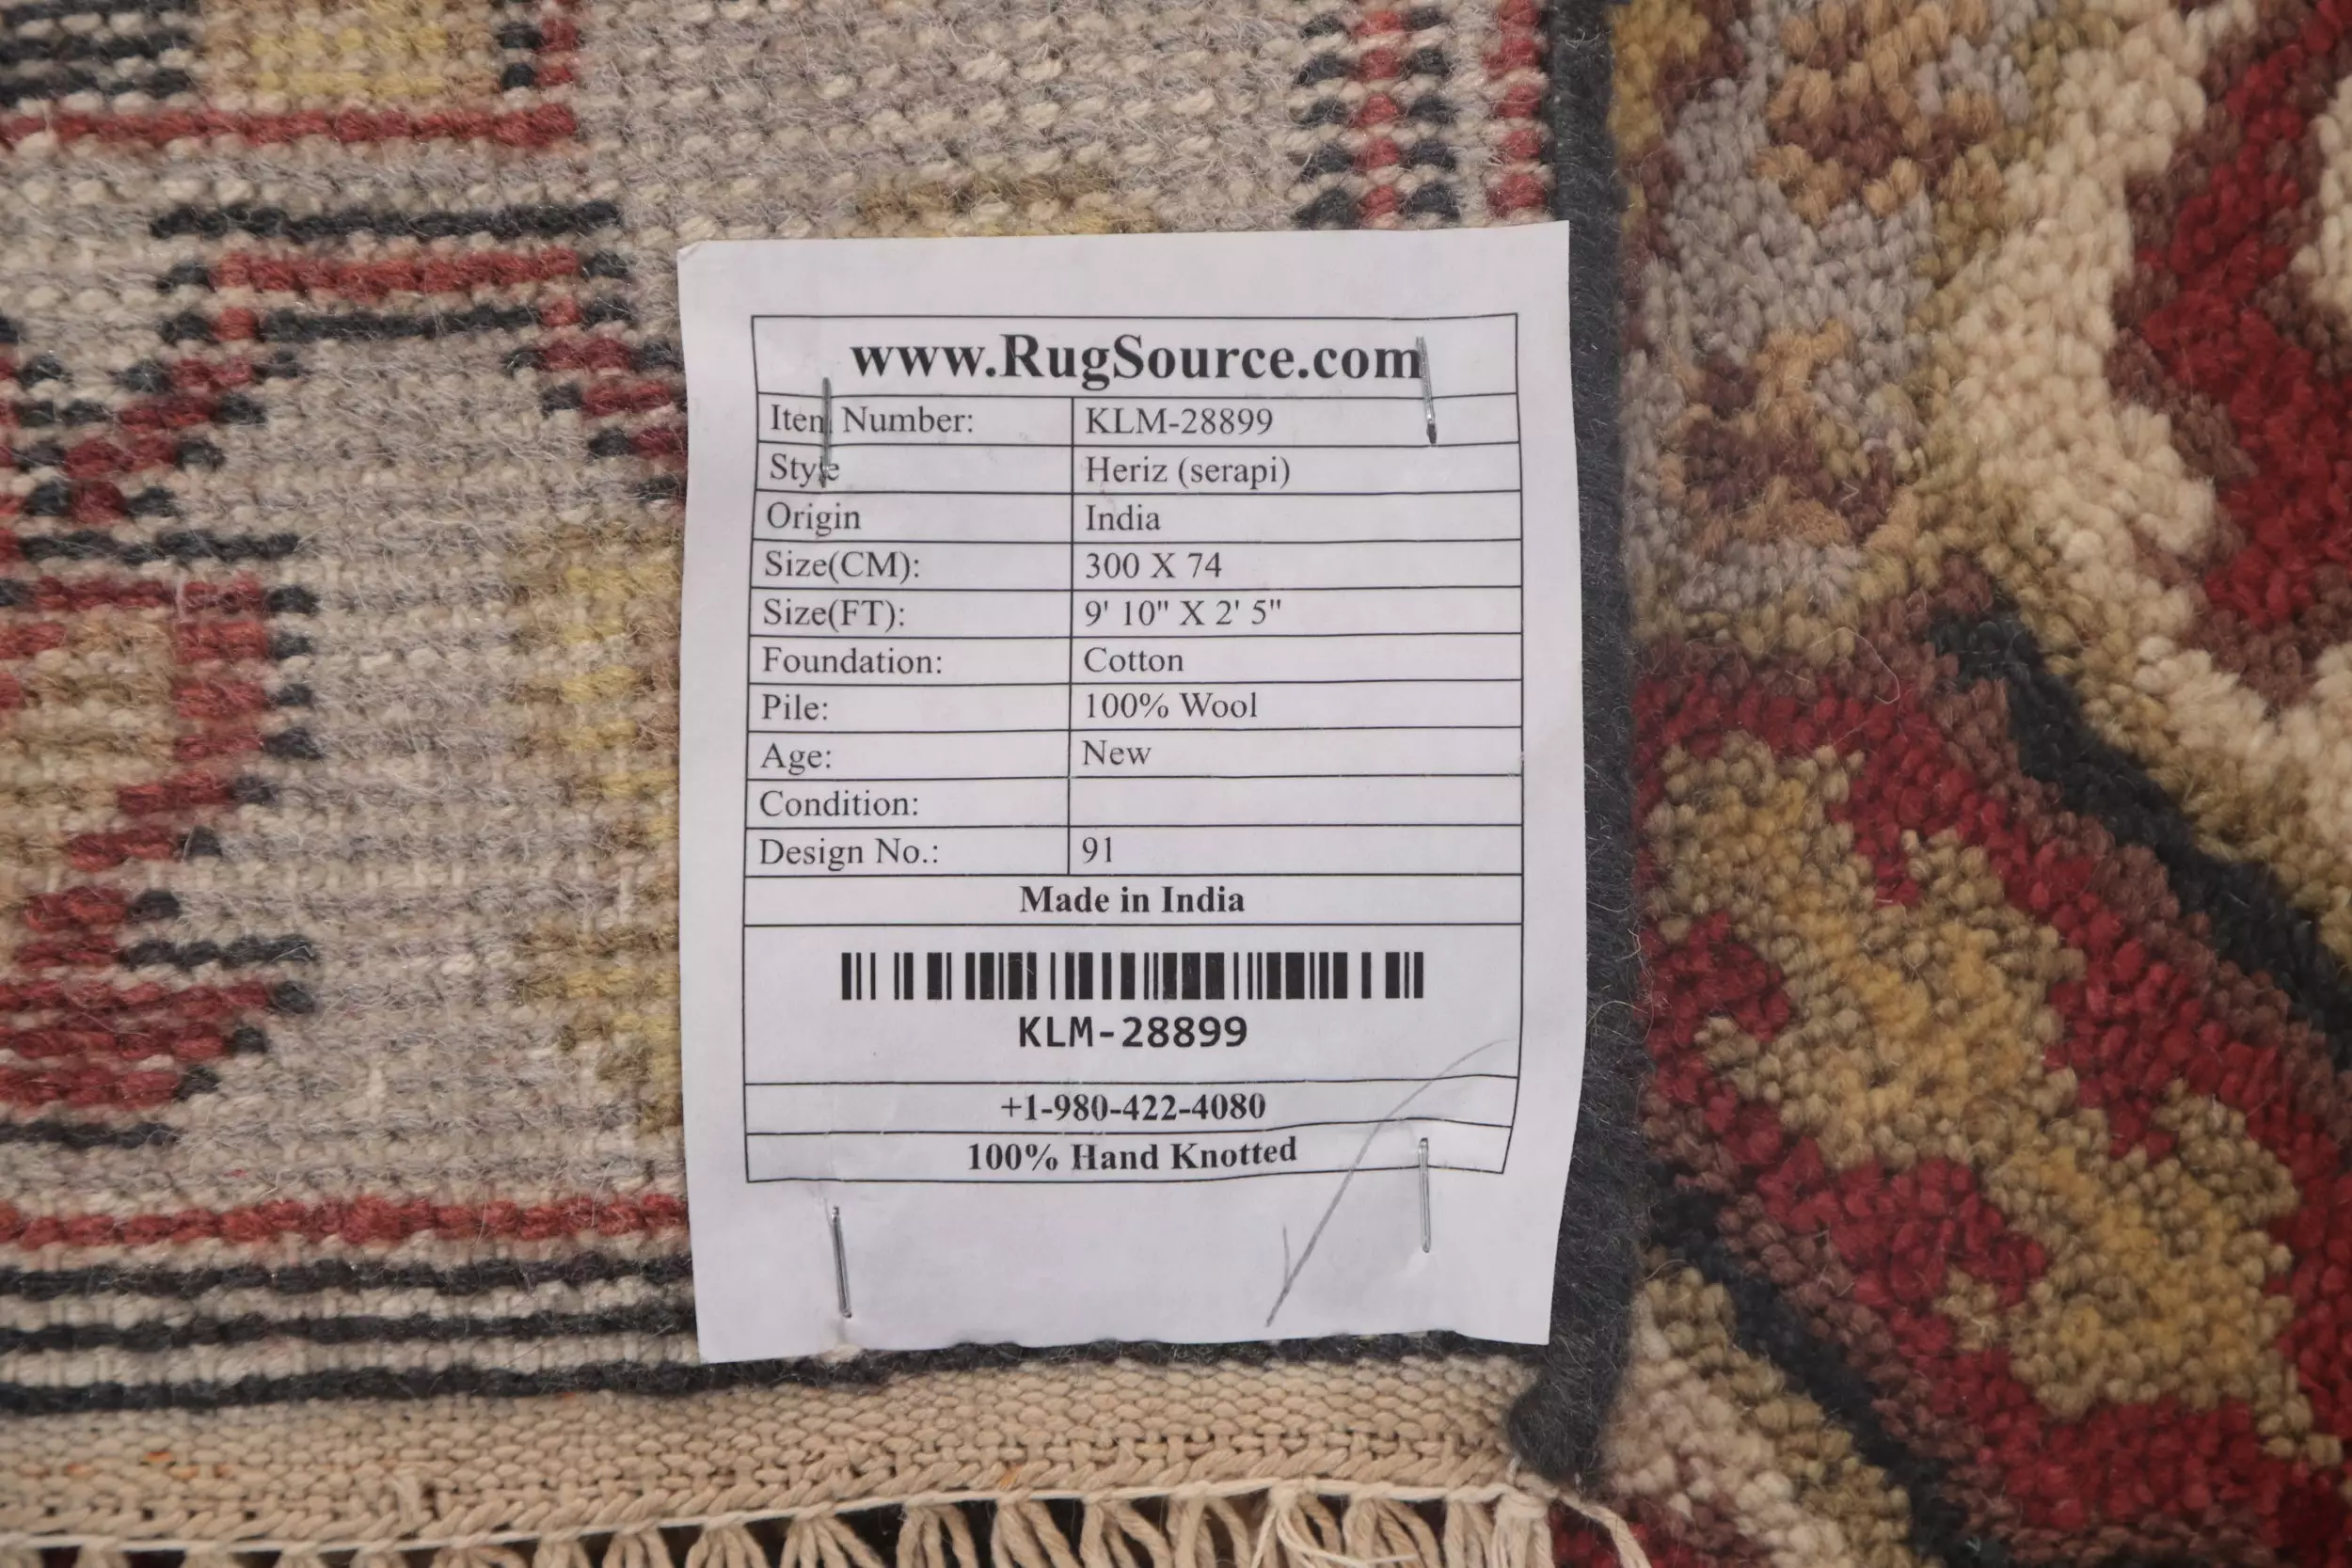 www.RugSource.com
Item Number: KLM-28899
Style Heriz (serapi)
Origin India
Size(CM): 300 X 74
Size(FT): 9' 10" X 2' 5"
Foundation: Cotton
Pile: 100% Wool
Age: New
Condition:
Design No.: 91
Made in India
KLM-28899
+1-980-422-4080
100% Hand Knotted